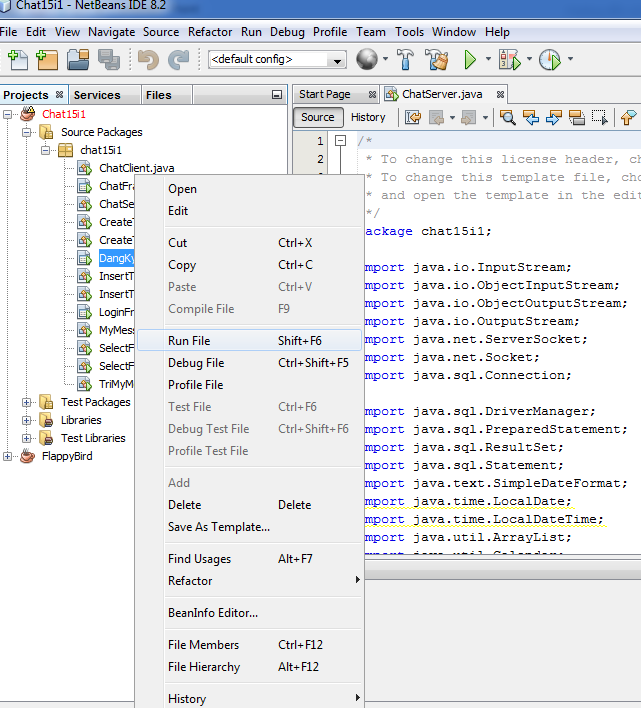 Chat15i1 - NetBeans IDE 8.2
File Edit View Navigate Source Refactor Run Debug Profile Team Tools Window Help
<default config>
Projects Services Files
Start Page ChatServer.java
Source History
Chat15i1
Source Packages
chat15i1
ChatClient.java
ChatFra
ChatSe
CreateT
CreateT
DangKy
InsertT
InsertT
LoginFr
MyMess
SelectF
SelectF
TriMyM
Test Packages
Libraries
Test Libraries
FlappyBird
Open
Edit
Cut Ctrl+X
Copy Ctrl+C
Paste Ctrl+V
Compile File F9
Run File Shift+F6
Debug File Ctrl+Shift+F5
Profile File
Test File Ctrl+F6
Debug Test File Ctrl+Shift+F6
Profile Test File
Add
Delete Delete
Save As Template...
Find Usages Alt+F7
Refactor
BeanInfo Editor...
File Members Ctrl+F12
File Hierarchy Alt+F12
History
1 /*
2 * To change this license header, ch
* To change this template file, cho
* and open the template in the edit
*/
ackage chat15i1;
mport java.io.InputStream;
mport java.io.ObjectInputStream;
mport java.io.ObjectOutputStream;
mport java.io.OutputStream;
mport java.net.ServerSocket;
mport java.net.Socket;
mport java.sql.Connection;
mport java.sql.DriverManager;
mport java.sql.PreparedStatement;
mport java.sql.ResultSet;
mport java.sql.Statement;
mport java.text.SimpleDateFormat;
mport java.time.LocalDate;
mport java.time.LocalDateTime;
mport java.util.ArrayList;
mport java.util.Calendar;